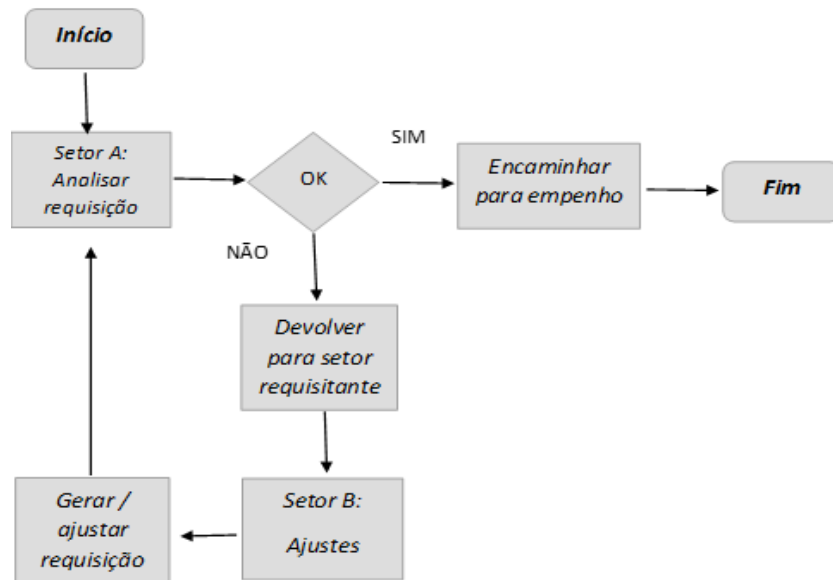 Início
Setor A:
Analisar
requisição
OK
SIM
Encaminhar
para empenho
Fim
NÃO
Devolver
para setor
requisitante
Setor B:
Ajustes
Gerar /
ajustar
requisição